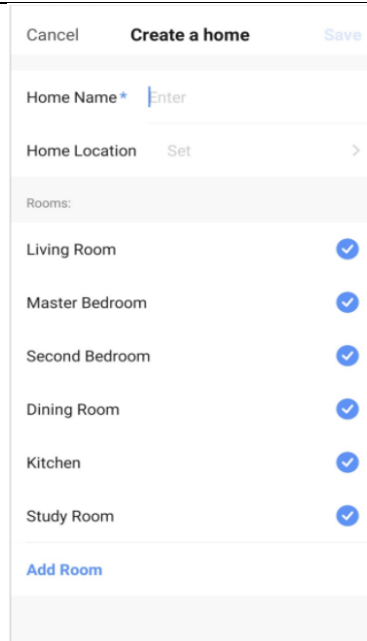 Cancel Create a home Save
Home Name * Enter
Home Location Set
Rooms:
Living Room
Master Bedroom
Second Bedroom
Dining Room
Kitchen
Study Room
Add Room